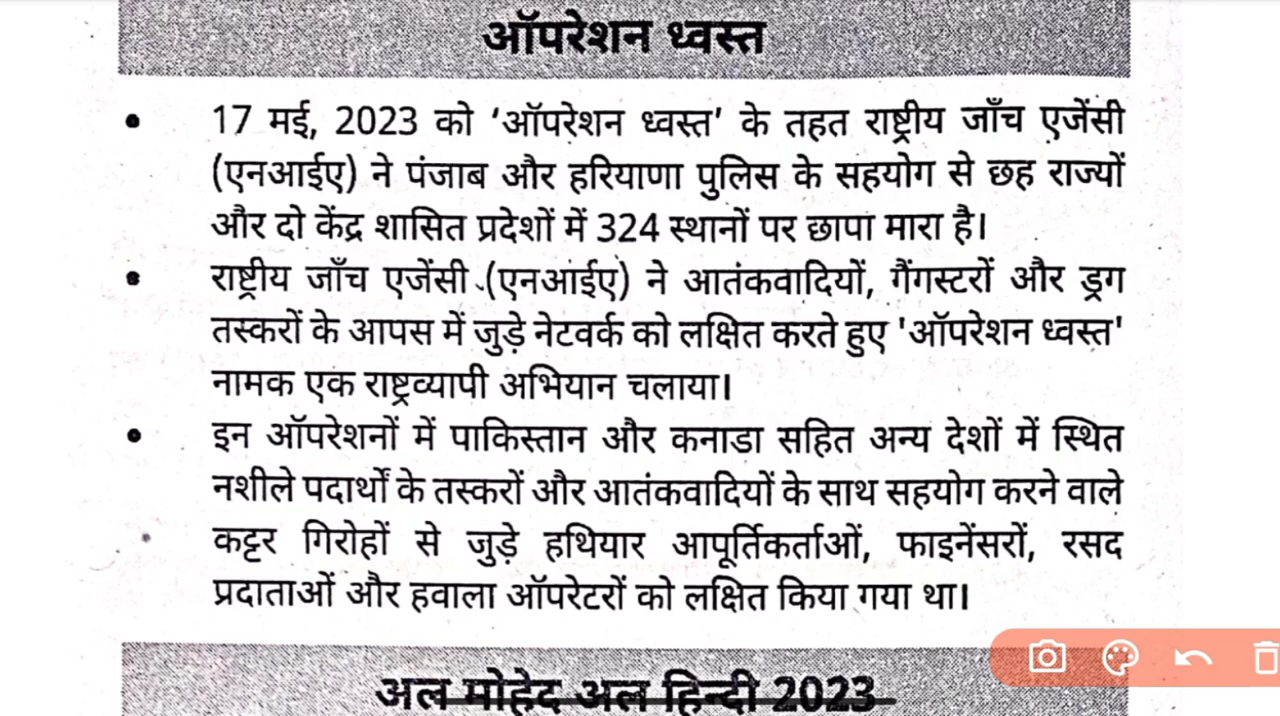 ऑपरेशन ध्वस्त
• 17 मई, 2023 को ‘ऑपरेशन ध्वस्त’ के तहत राष्ट्रीय जाँच एजेंसी
(एनआईए) ने पंजाब और हरियाणा पुलिस के सहयोग से छह राज्यों
और दो केंद्र शासित प्रदेशों में 324 स्थानों पर छापा मारा है।
• राष्ट्रीय जाँच एजेंसी (एनआईए) ने आतंकवादियों, गैंगस्टरों और ड्रग
तस्करों के आपस में जुड़े नेटवर्क को लक्षित करते हुए 'ऑपरेशन ध्वस्त'
नामक एक राष्ट्रव्यापी अभियान चलाया।
• इन ऑपरेशनों में पाकिस्तान और कनाडा सहित अन्य देशों में स्थित
नशीले पदार्थों के तस्करों और आतंकवादियों के साथ सहयोग करने वाले
कट्टर गिरोहों से जुड़े हथियार आपूर्तिकर्ताओं, फाइनेंसरों, रसद
प्रदाताओं और हवाला ऑपरेटरों को लक्षित किया गया था।
अल मोहेद अल हिन्दी 2023